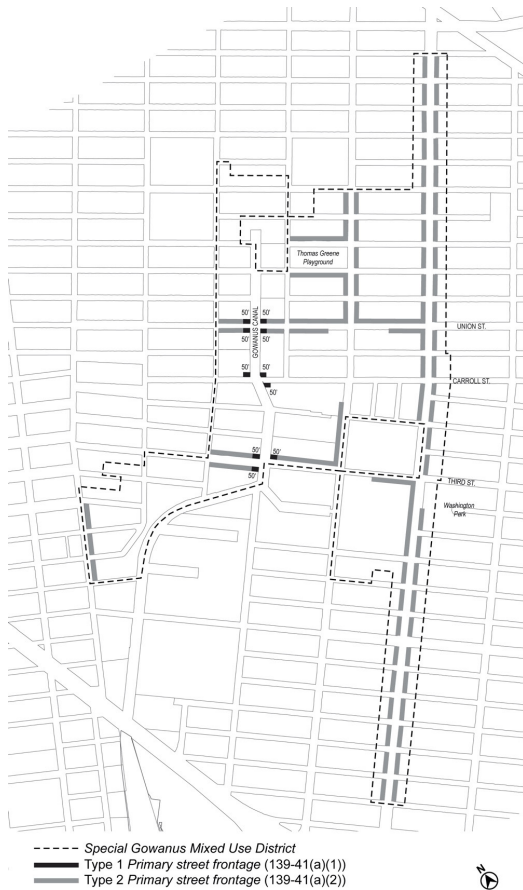 Thomas Greene
Playground
50' 50'
UNION ST.
50' 50'
GOWANUS CANAL
50' 50'
CARROLL ST.
50'
50' 50'
THIRD ST.
50'
Washington
Park
Special Gowanus Mixed Use District
Type 1 Primary street frontage (139-41(a)(1))
Type 2 Primary street frontage (139-41(a)(2))